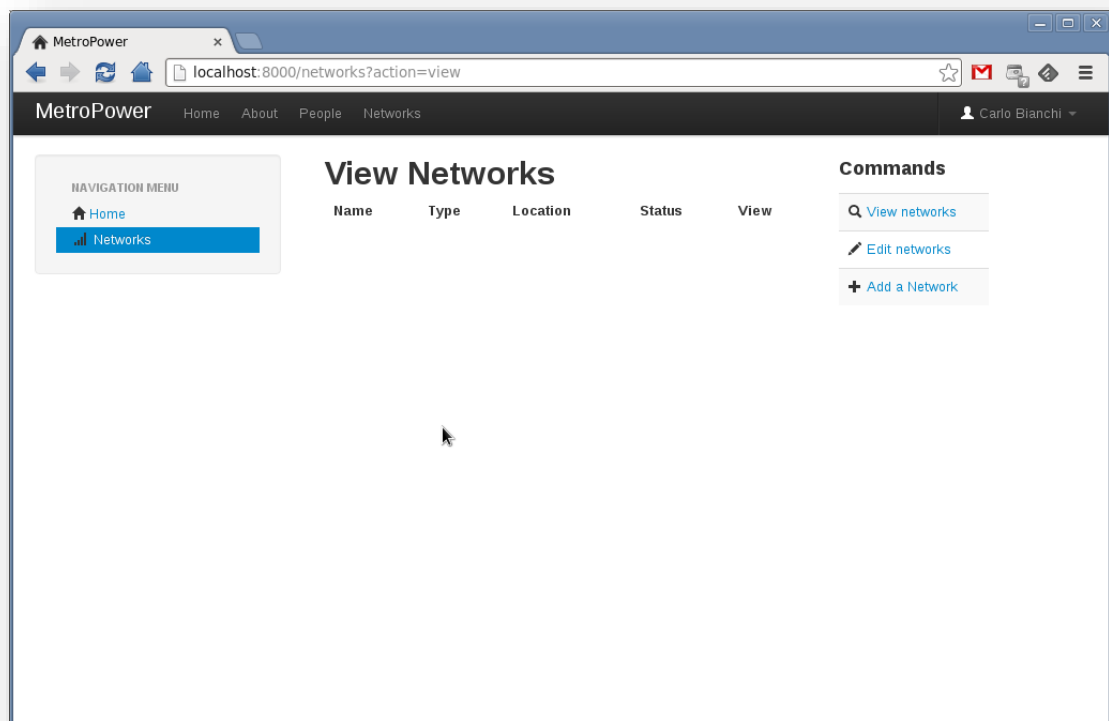 MetroPower
localhost:8000/networks?action=view
MetroPower Home About People Networks Carlo Bianchi
NAVIGATION MENU
Home
Networks
View Networks
Name Type Location Status View
Commands
View networks
Edit networks
Add a Network